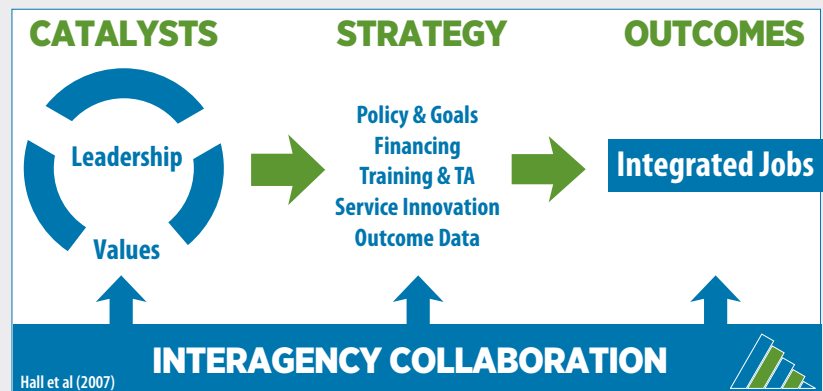 CATALYSTS
STRATEGY
OUTCOMES
Leadership
Values
Policy & Goals
Financing
Training & TA
Service Innovation
Outcome Data
Integrated Jobs
INTERAGENCY COLLABORATION
Hall et al (2007)